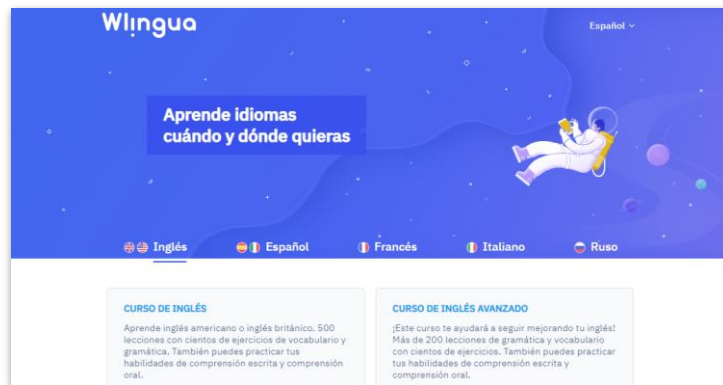 Wlingua
Español
Aprende idiomas
cuándo y dónde quieras
Inglés Español Francés Italiano Ruso
CURSO DE INGLÉS
Aprende inglés americano o inglés británico. 500
lecciones con cientos de ejercicios de vocabulario y
gramática. También puedes practicar tus
habilidades de comprensión escrita y comprensión
oral.
CURSO DE INGLÉS AVANZADO
¡Este curso te ayudará a seguir mejorando tu inglés!
Más de 200 lecciones de gramática y vocabulario
con cientos de ejercicios. También puedes practicar
tus habilidades de comprensión escrita y
comprensión oral.